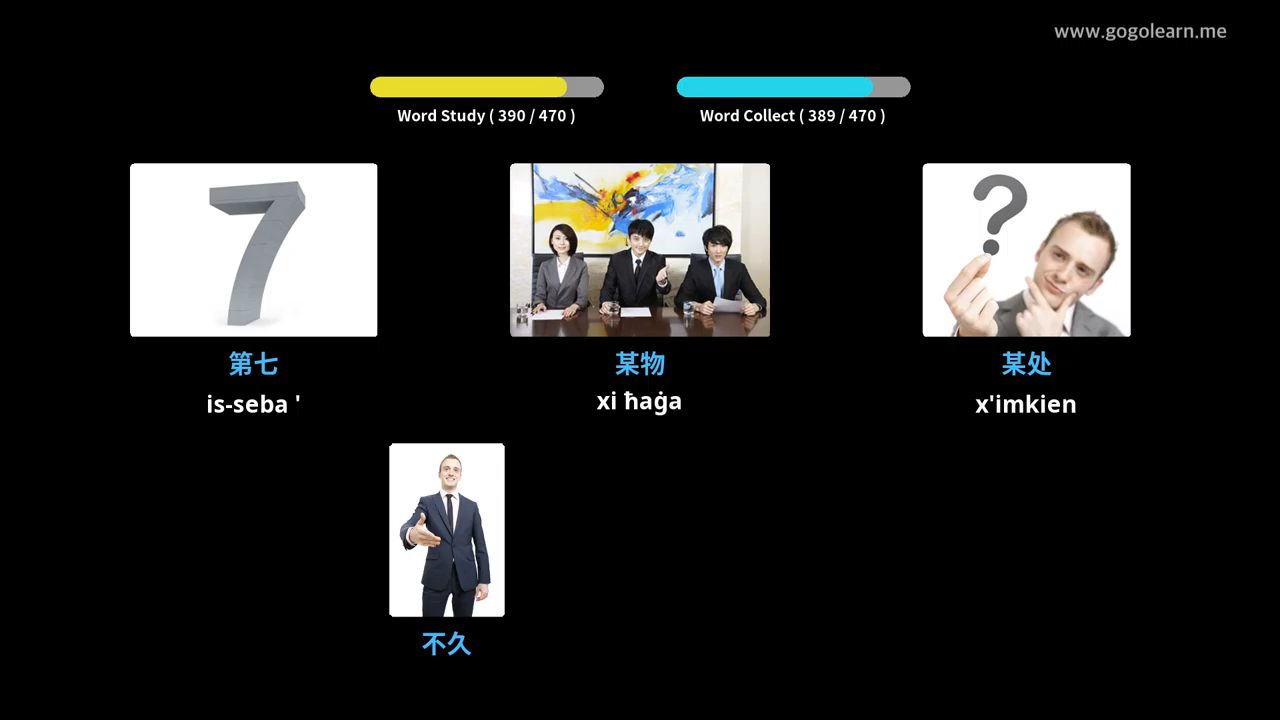 www.gogolearn.me
Word Study ( 390 / 470 )
Word Collect ( 389 / 470 )
第七
某物
某处
is-seba '
xi ħaġa
x'imkien
不久